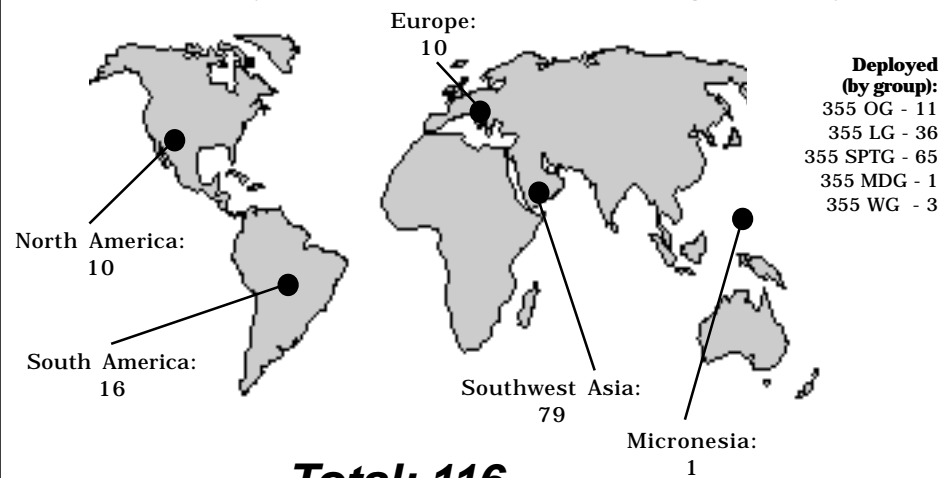 Europe:
10
Deployed
(by group):
355 OG - 11
355 LG - 36
355 SPTG - 65
355 MDG - 1
355 WG - 3
North America:
10
South America:
16
Southwest Asia:
79
Micronesia:
1
Total: 116